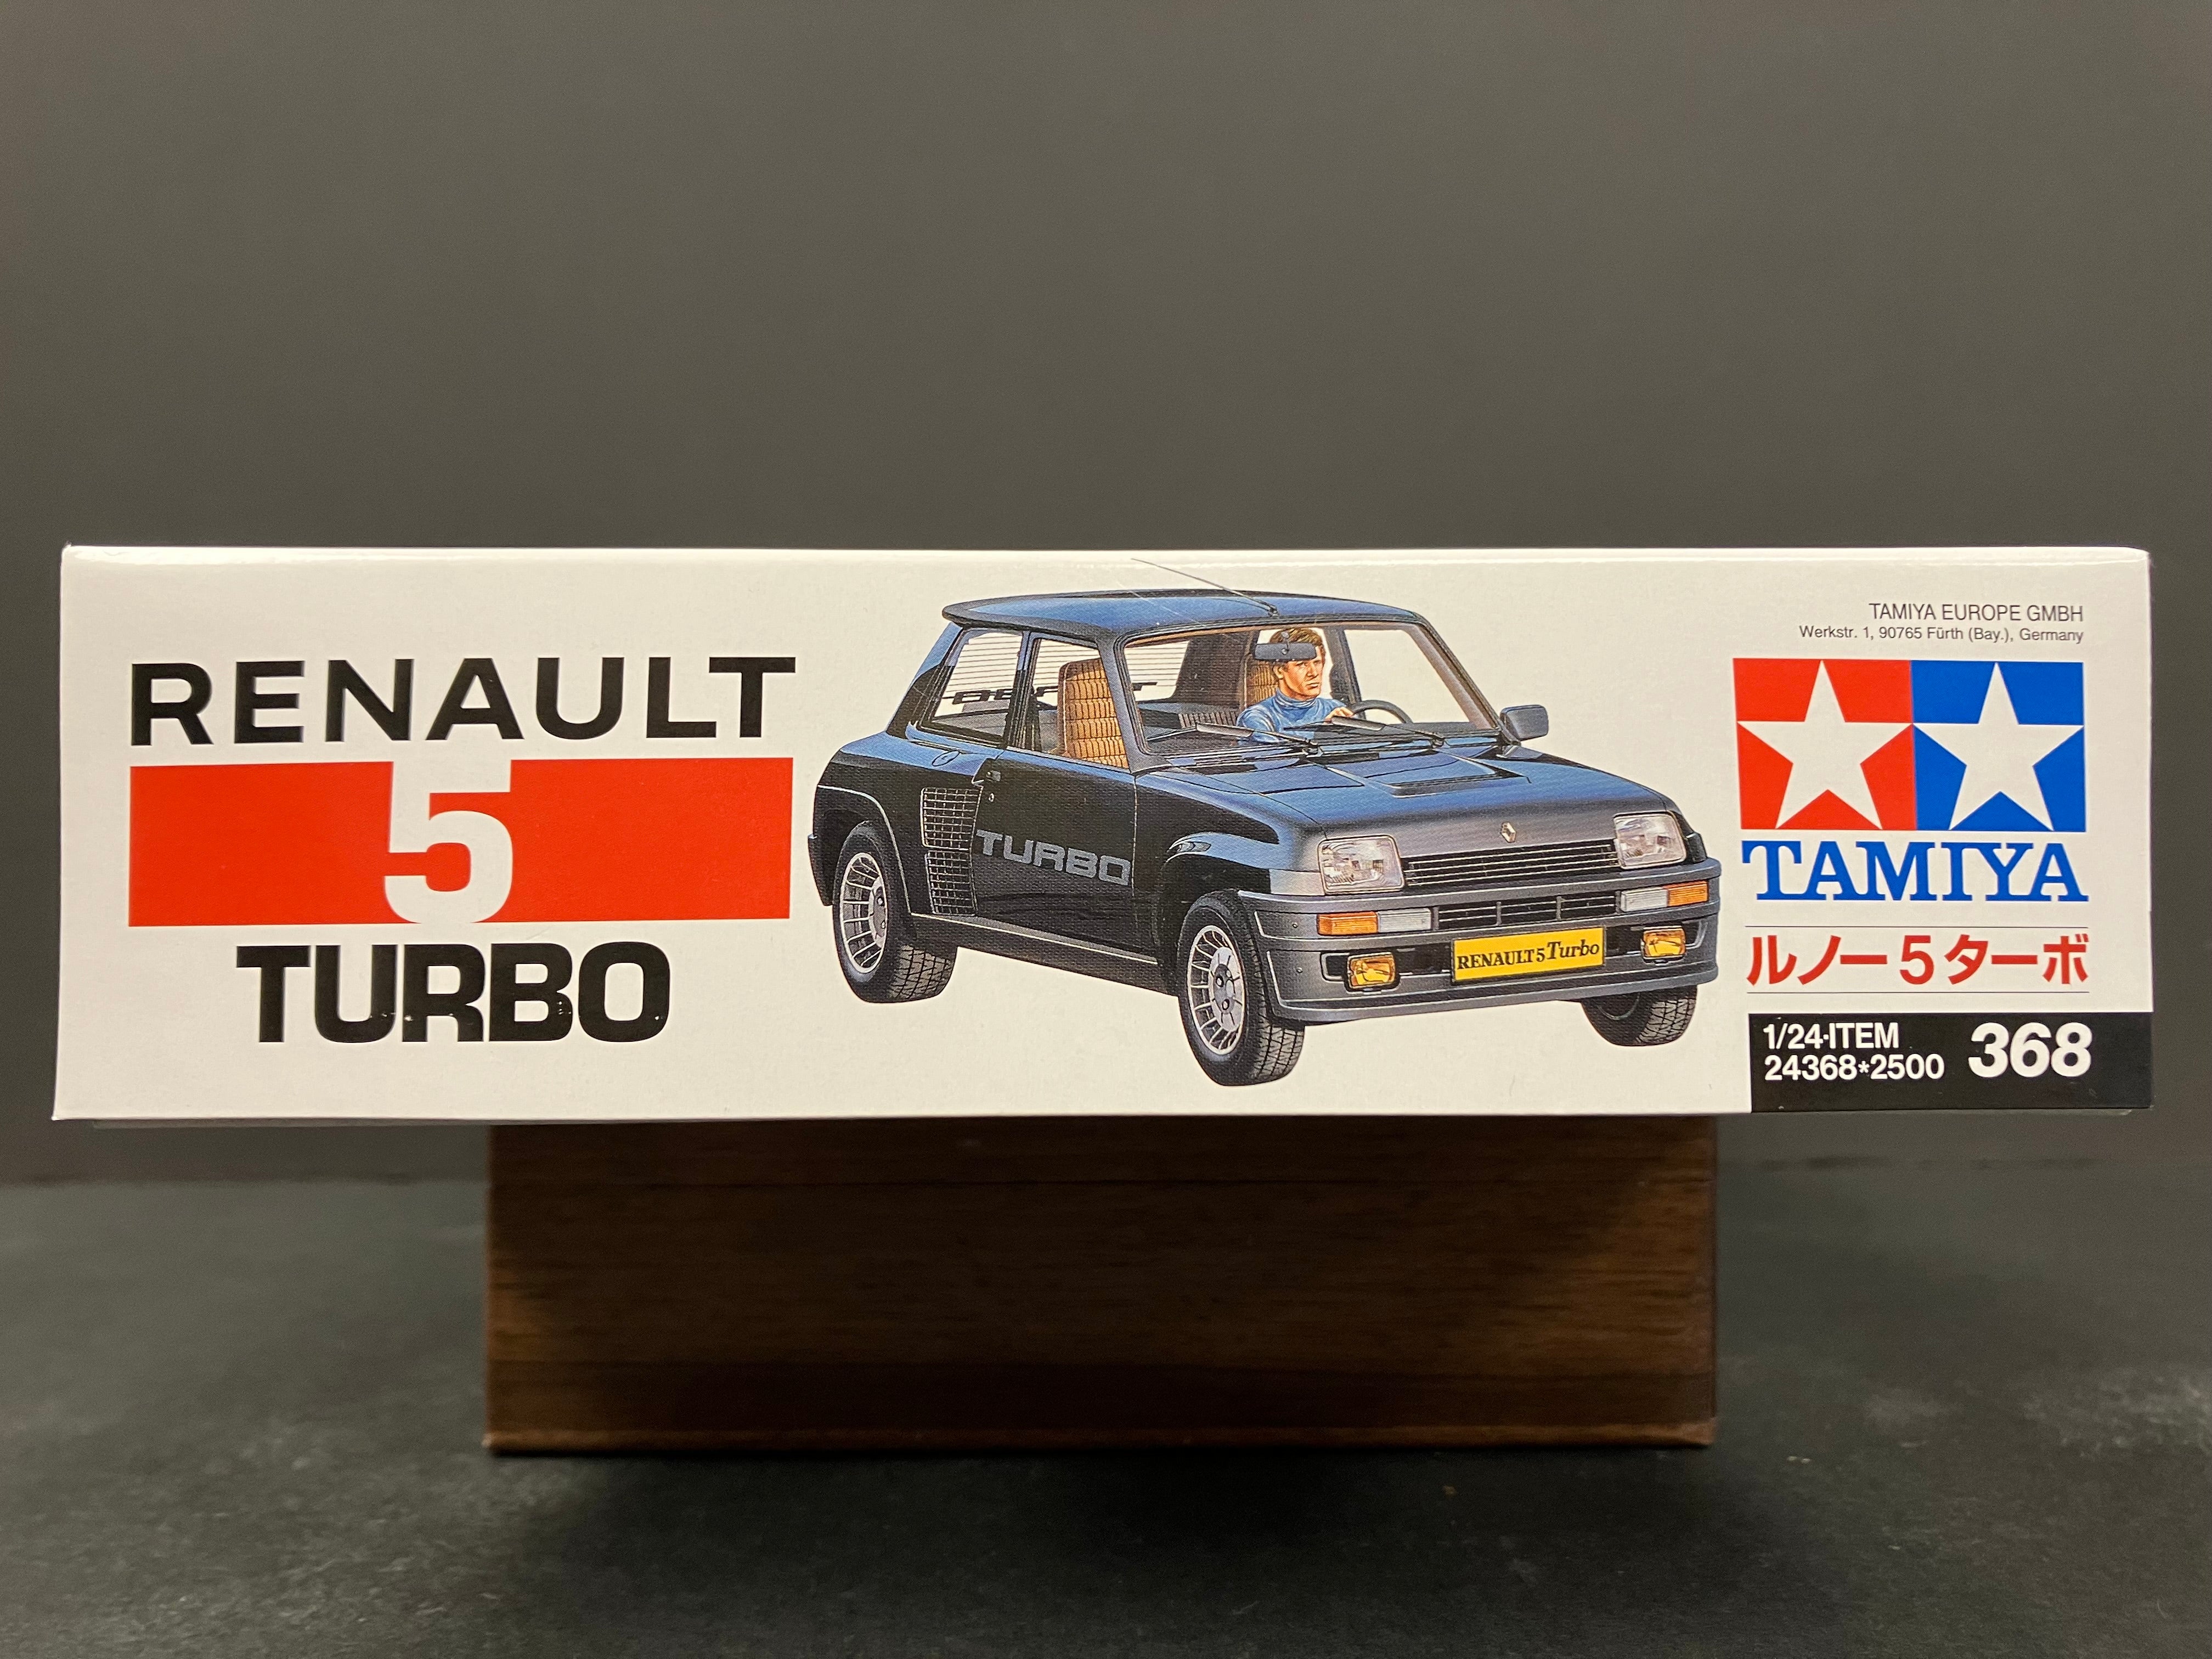 RENAULT
5
TURBO
TURBO
RENAULT 5 Turbo
TAMIYA EUROPE GMBH
Werkstr. 1, 90765 Fürth (Bay.), Germany
TAMIYA
ルノー5ターボ
1/24·ITEM
24368*2500
368